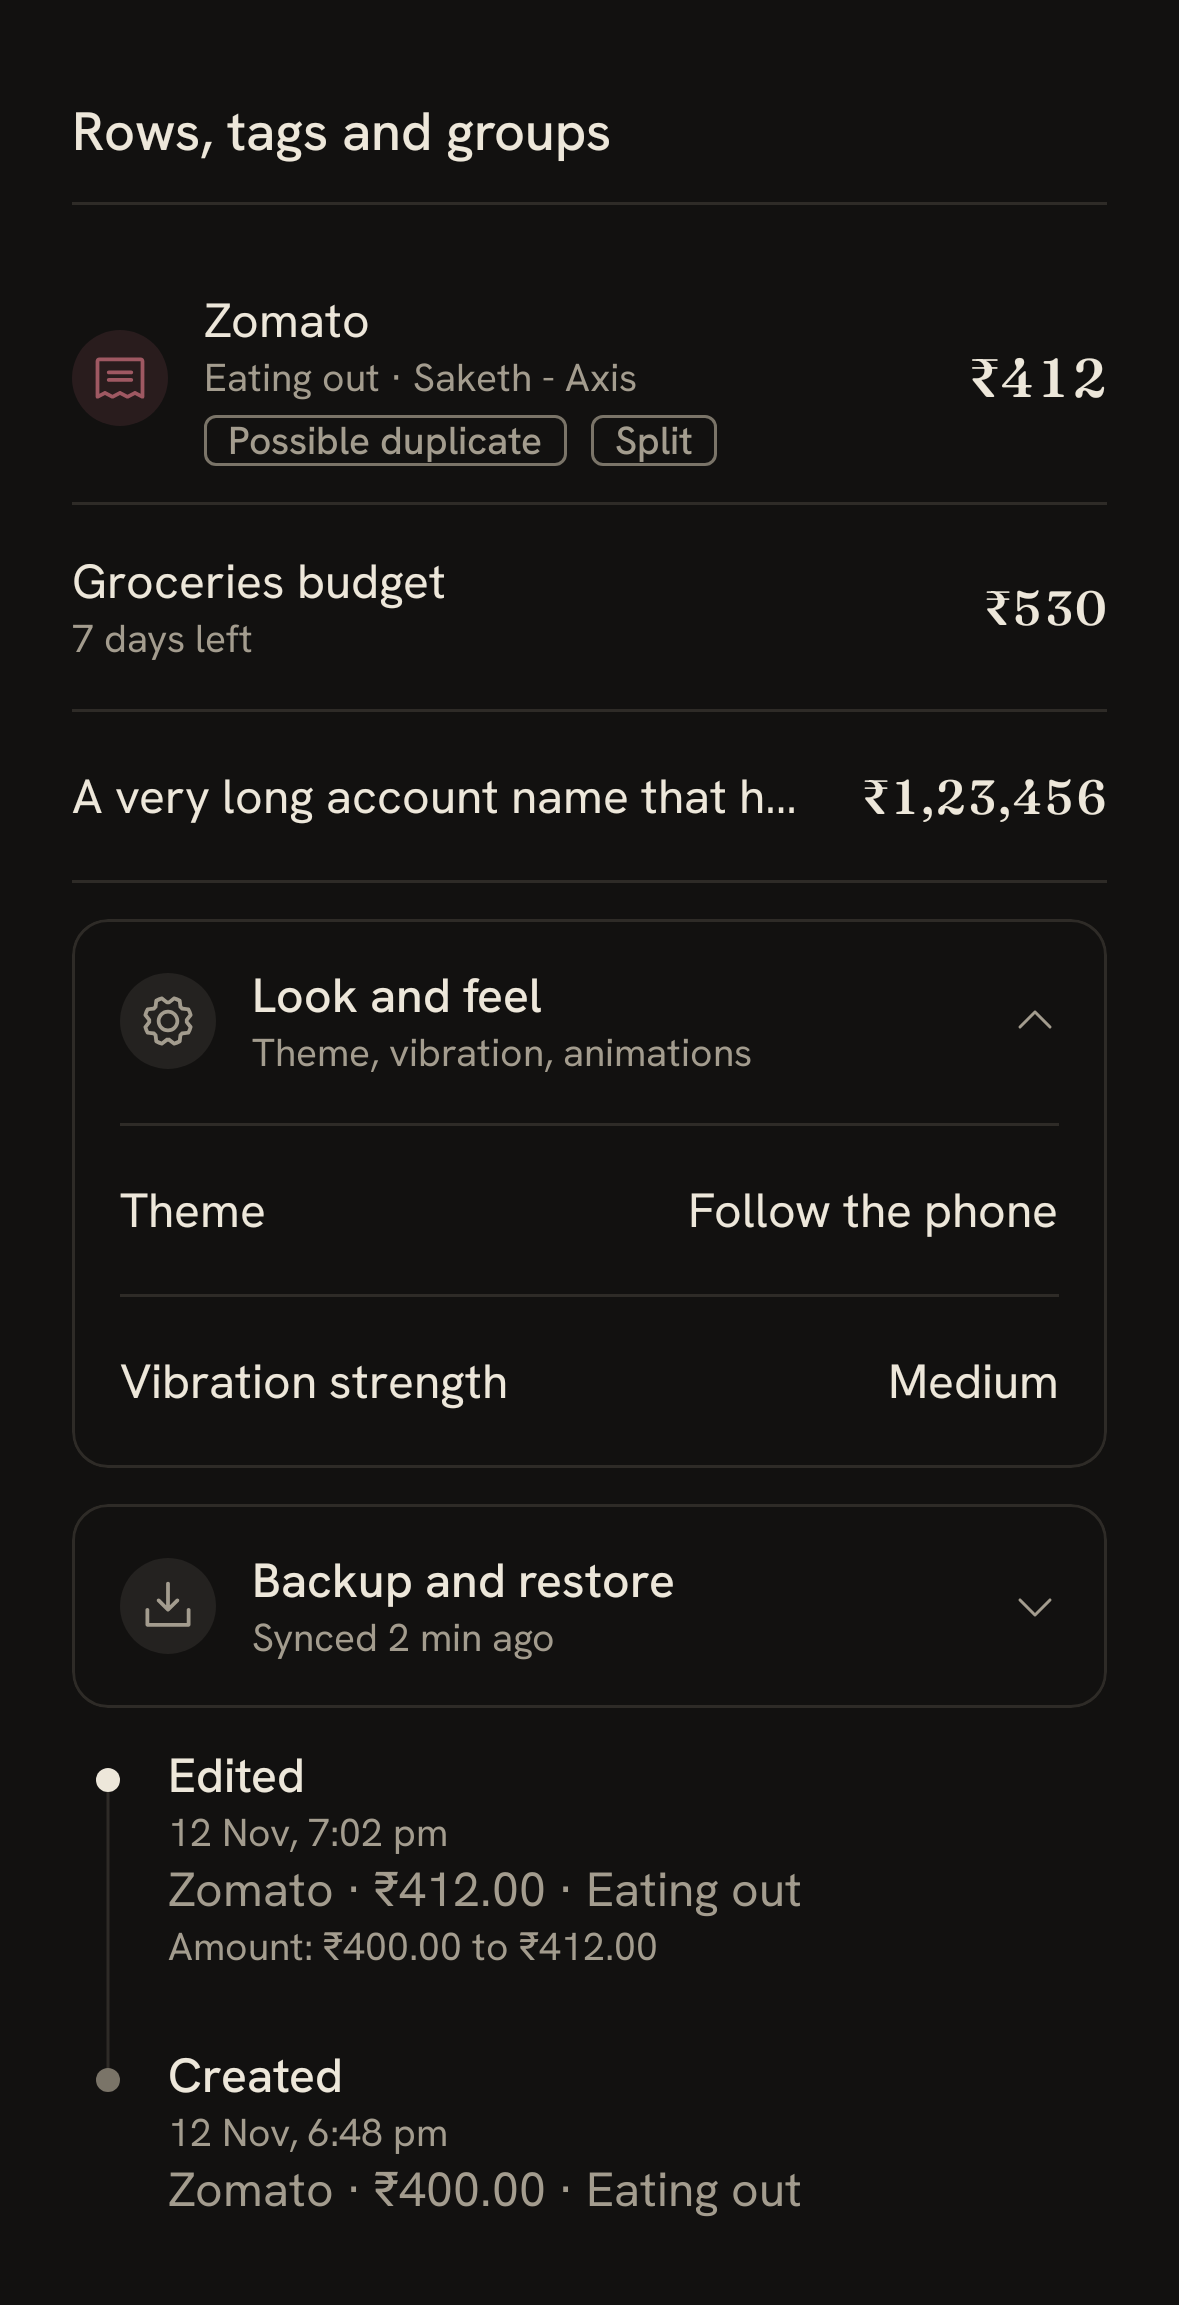 Rows, tags and groups
Zomato
Eating out · Saketh - Axis
₹412
Possible duplicate
Split
Groceries budget
7 days left
₹530
A very long account name that h...
₹1,23,456
Look and feel
Theme, vibration, animations
Theme
Follow the phone
Vibration strength
Medium
Backup and restore
Synced 2 min ago
Edited
12 Nov, 7:02 pm
Zomato · ₹412.00 · Eating out
Amount: ₹400.00 to ₹412.00
Created
12 Nov, 6:48 pm
Zomato · ₹400.00 · Eating out